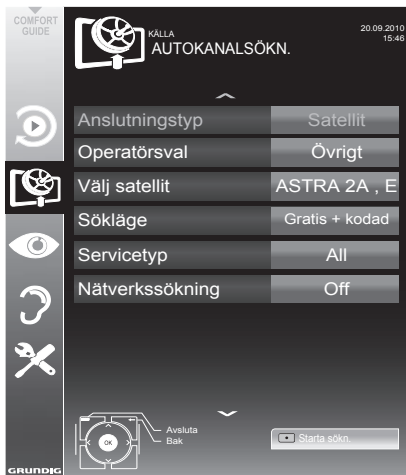 COMFORT
GUIDE
KÄLLA
AUTOKANALSÖKN.
20.09.2010
15:46
Anslutningstyp Satellit
Operatörsval Övrigt
Välj satellit ASTRA 2A , E
Sökläge Gratis + kodad
Servicetyp All
Nätverkssökning Off
Avsluta
Bak
OK
Starta sökn.
GRUNDIG